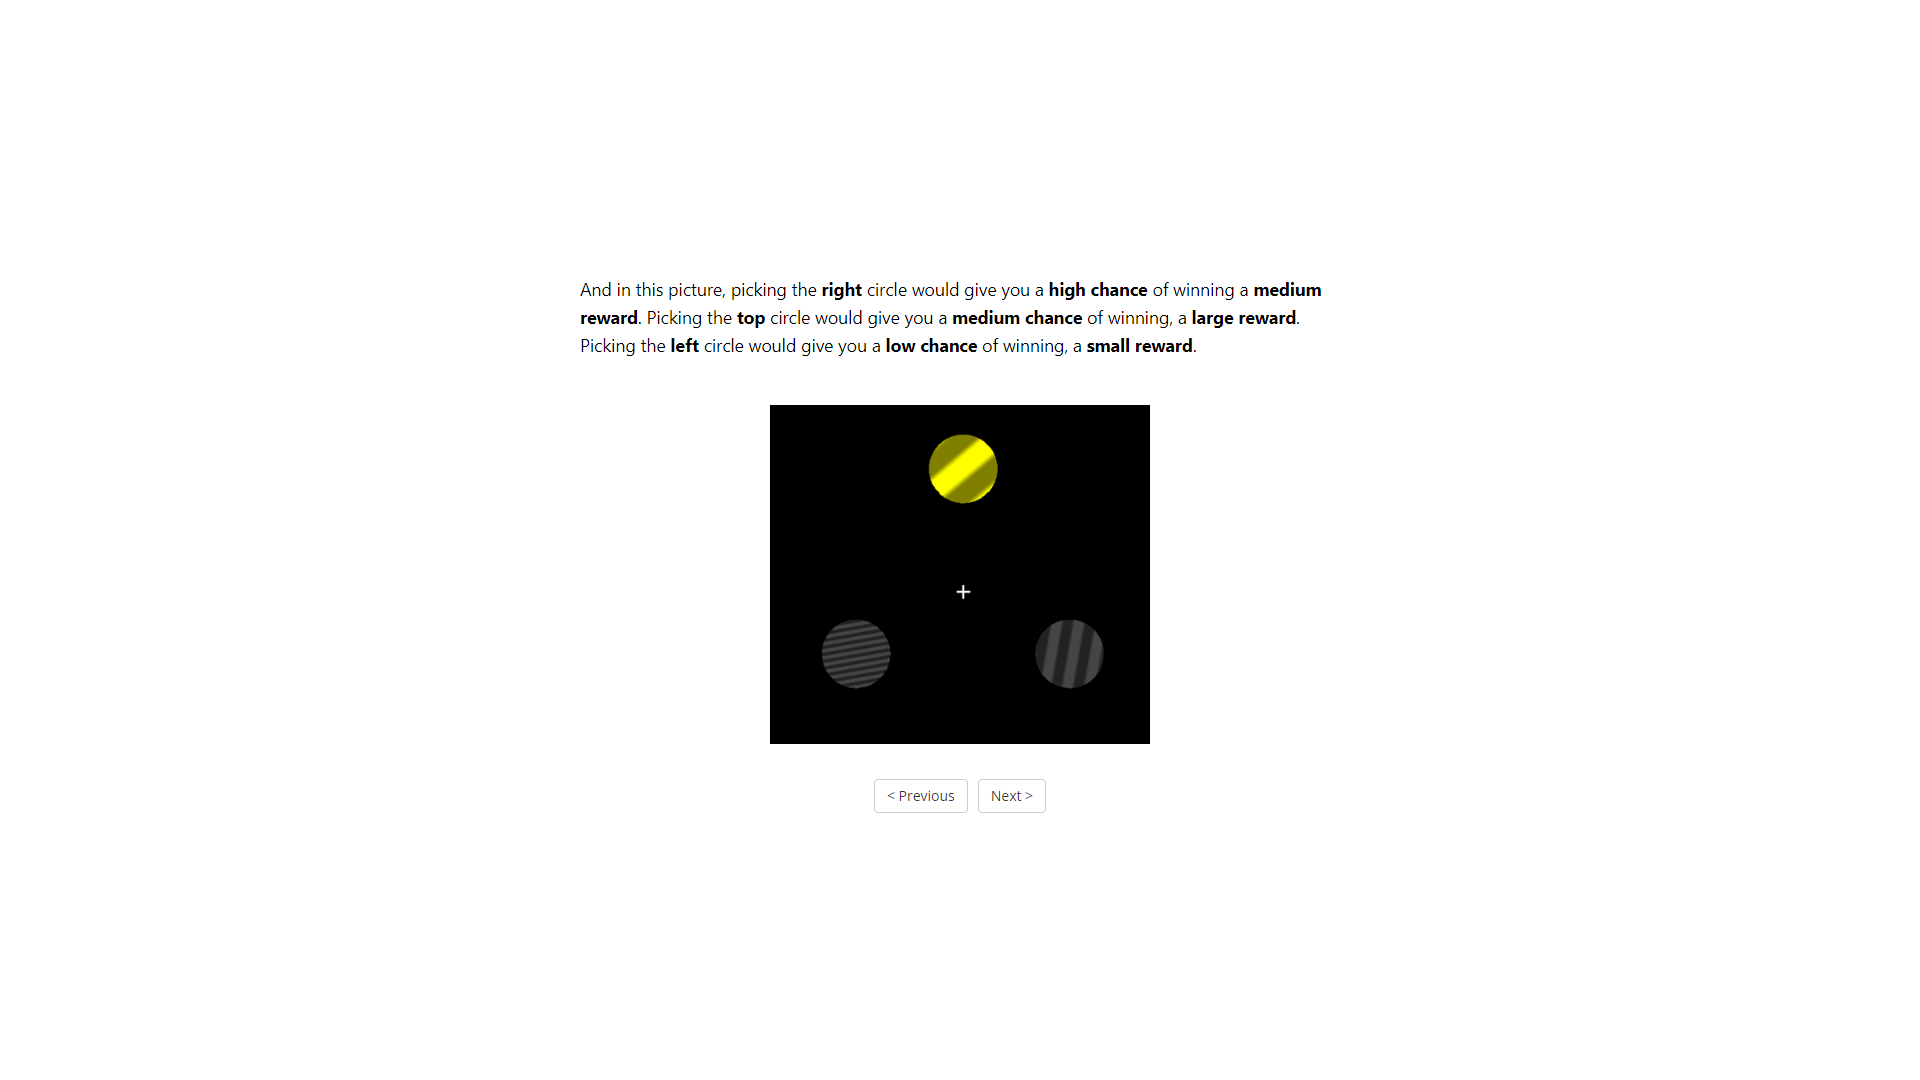 And in this picture, picking the right circle would give you a high chance of winning a medium
reward. Picking the top circle would give you a medium chance of winning, a large reward.
Picking the left circle would give you a low chance of winning, a small reward.
+
< Previous
Next >